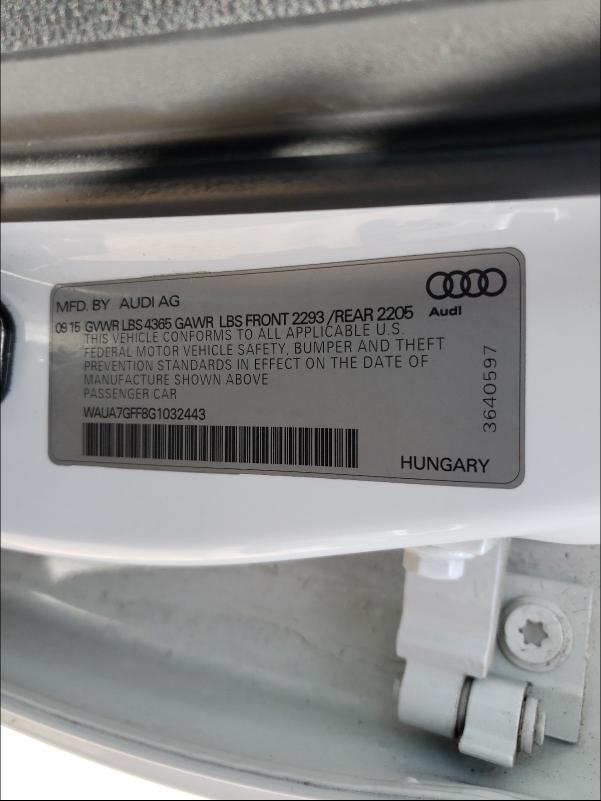 MFD. BY AUDI AG
Audi
09 15 GVWR LBS 4365 GAWR LBS FRONT 2293 /REAR 2205
THIS VEHICLE CONFORMS TO ALL APPLICABLE U.S.
FEDERAL MOTOR VEHICLE SAFETY, BUMPER AND THEFT
PREVENTION STANDARDS IN EFFECT ON THE DATE OF
MANUFACTURE SHOWN ABOVE
PASSENGER CAR
WAUA7GFF8G1032443
HUNGARY
3640597